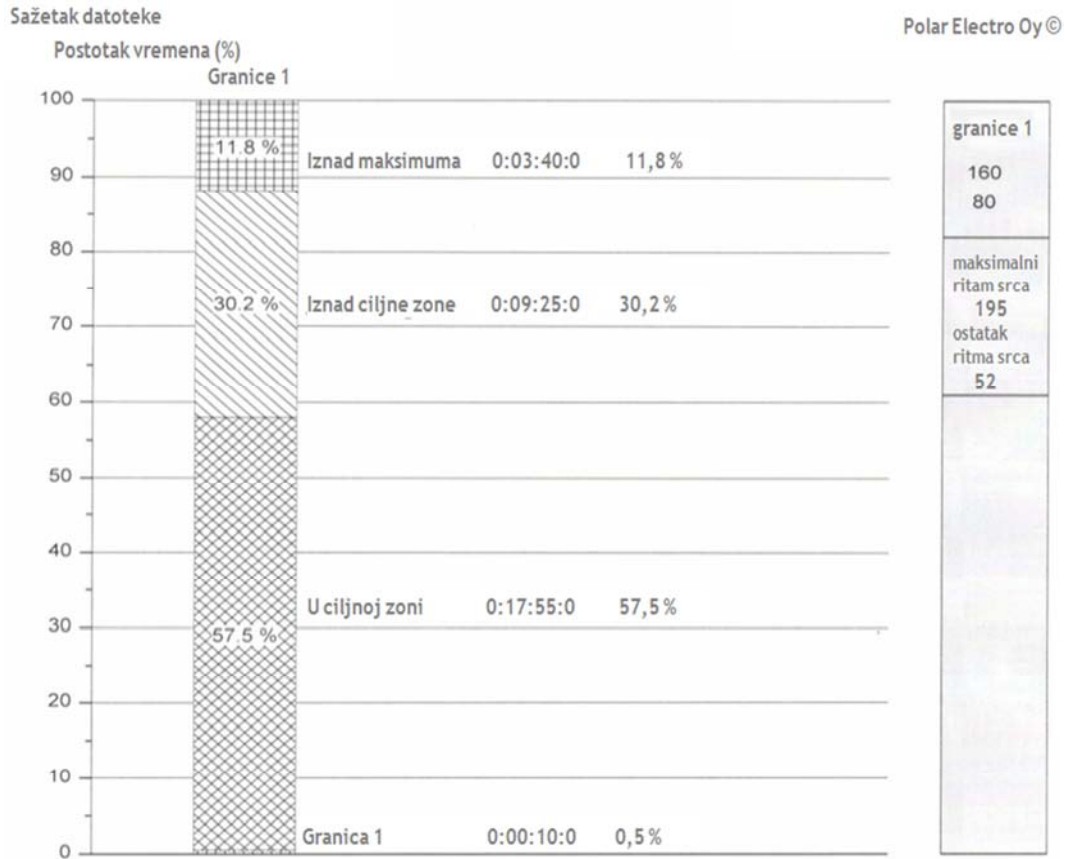 Sažetak datoteke
Polar Electro Oy ©
Postotak vremena (%)
Granice 1
100
90
80
70
60
50
40
30
20
10
0
11.8 %
Iznad maksimuma 0:03:40:0 11,8%
30.2 %
Iznad ciljne zone 0:09:25:0 30,2%
U ciljnoj zoni 0:17:55:0 57,5%
57.5 %
Granica 1 0:00:10:0 0,5%
granice 1
160
80
maksimalni
ritam srca
195
ostatak
ritma srca
52